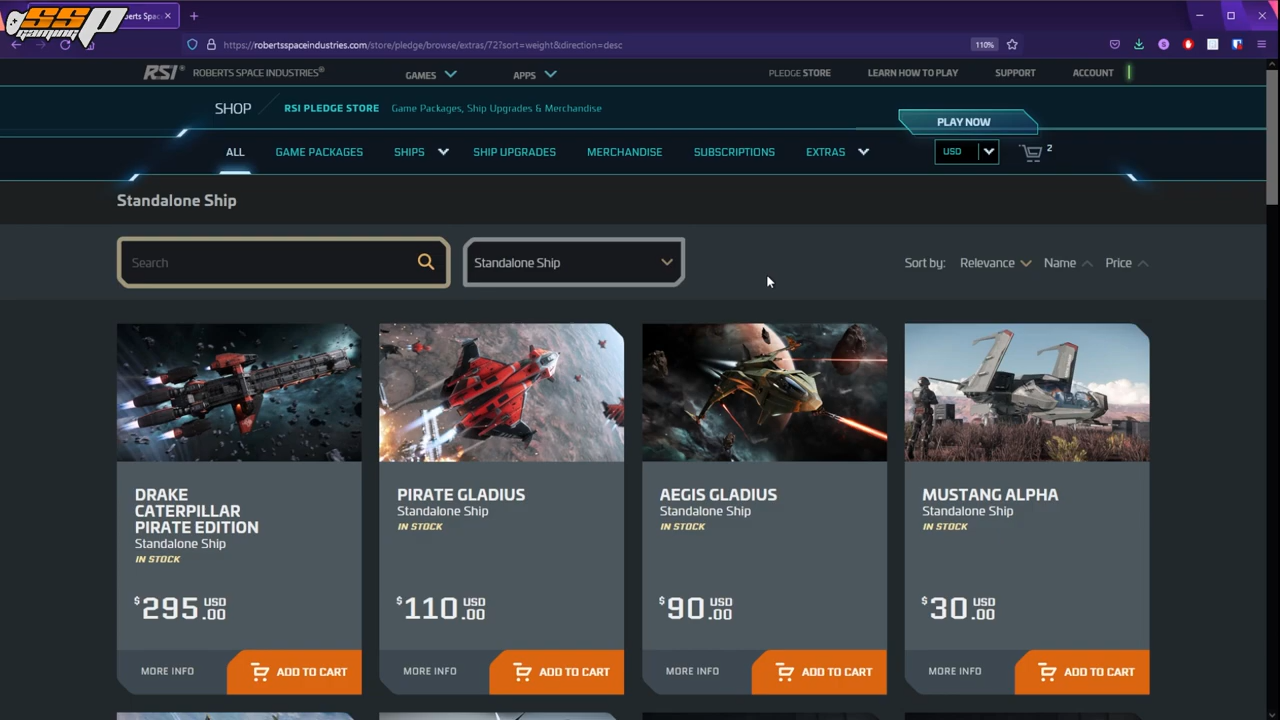 SSP
GAMING
berts Spac
https://robertsspaceindustries.com/store/pledge/browse/extras/72?sort=weight&direction=desc
110%
RSI® ROBERTS SPACE INDUSTRIES®
GAMES
APPS
PLEDGE STORE
LEARN HOW TO PLAY
SUPPORT
ACCOUNT
SHOP
RSI PLEDGE STORE
Game Packages, Ship Upgrades & Merchandise
PLAY NOW
ALL
GAME PACKAGES
SHIPS
SHIP UPGRADES
MERCHANDISE
SUBSCRIPTIONS
EXTRAS
USD
2
Standalone Ship
Search
Standalone Ship
Sort by: Relevance Name Price
DRAKE
CATERPILLAR
PIRATE EDITION
Standalone Ship
IN STOCK
$295 USD .00
MORE INFO
ADD TO CART
PIRATE GLADIUS
Standalone Ship
IN STOCK
$110 USD .00
MORE INFO
ADD TO CART
AEGIS GLADIUS
Standalone Ship
IN STOCK
$90 USD .00
MORE INFO
ADD TO CART
MUSTANG ALPHA
Standalone Ship
IN STOCK
$30 USD .00
MORE INFO
ADD TO CART